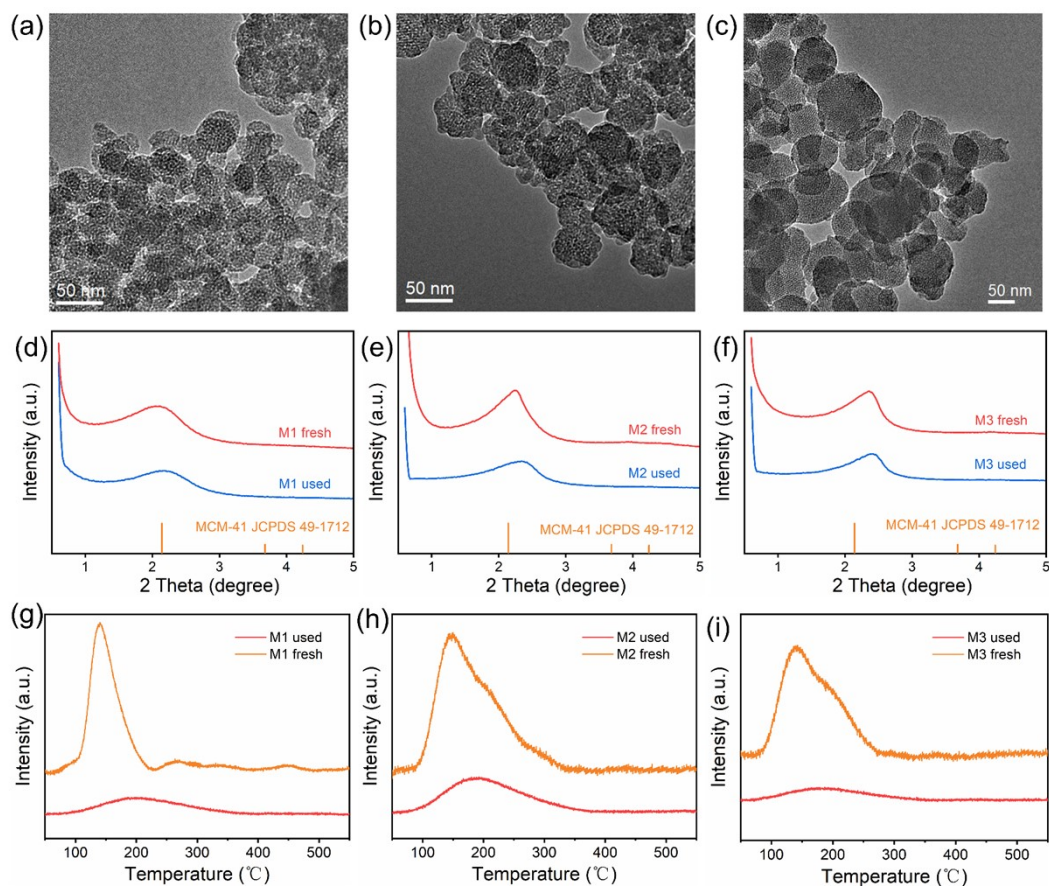 (a)
(b)
(c)
50 nm
50 nm
50 nm
(d)
(e)
(f)
Intensity (a.u.)
M1 fresh
M1 used
MCM-41 JCPDS 49-1712
1 2 3 4 5
2 Theta (degree)
Intensity (a.u.)
M2 fresh
M2 used
MCM-41 JCPDS 49-1712
1 2 3 4 5
2 Theta (degree)
Intensity (a.u.)
M3 fresh
M3 used
MCM-41 JCPDS 49-1712
1 2 3 4 5
2 Theta (degree)
(g)
(h)
(i)
Intensity (a.u.)
M1 used
M1 fresh
100 200 300 400 500
Temperature (℃)
Intensity (a.u.)
M2 used
M2 fresh
100 200 300 400 500
Temperature (℃)
Intensity (a.u.)
M3 used
M3 fresh
100 200 300 400 500
Temperature (℃)